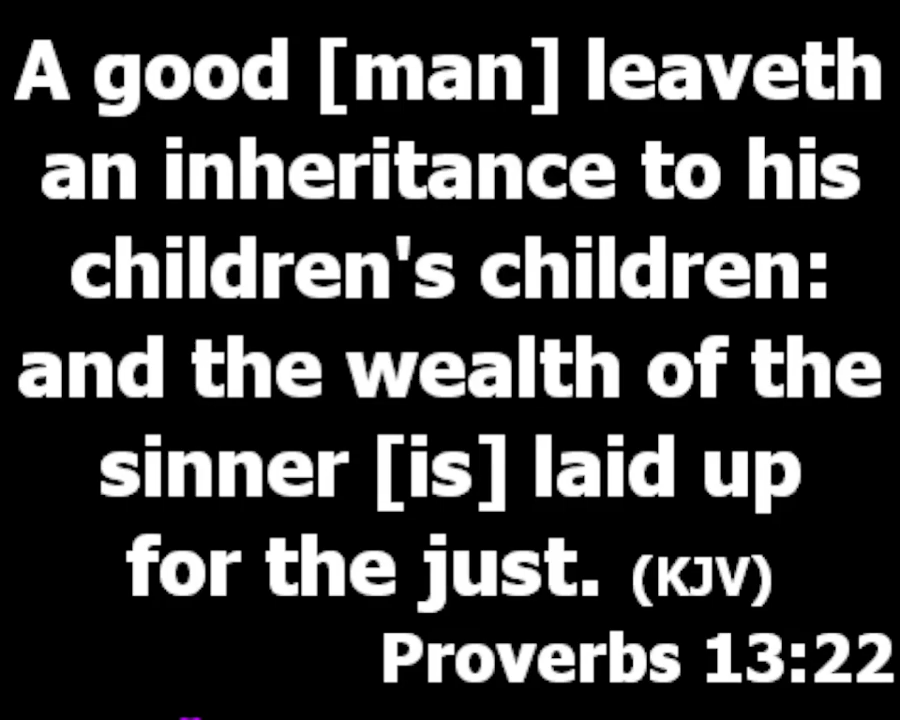 A good [man] leaveth
an inheritance to his
children's children:
and the wealth of the
sinner [is] laid up
for the just. (KJV)
Proverbs 13:22